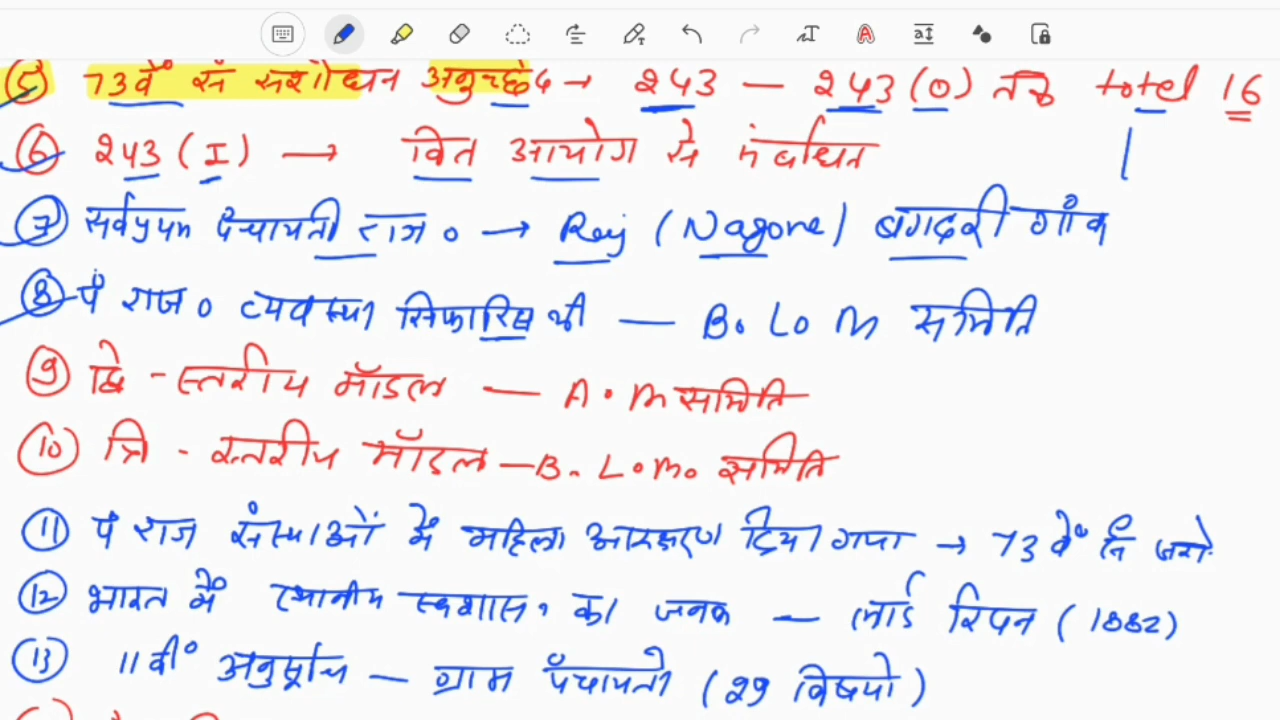 (5) 73वें सं संशोधन अनुच्छेद → 243 — 243 (O) तक total 16
(6) 243 (I) → वित आयोग से संबंधित
(7) सर्वप्रथम पंचायती राज ० → Raj (Nagore) बगदरी गाँव
(8) पं राज ० व्यवस्था सिफारिस थी — B. L. M समिति
(9) द्वि - स्तरीय मॉडल — A. M समिति
(10) त्रि - स्तरीय मॉडल — B. L. M. समिति
(11) पं राज संस्थाओं में महिला आरक्षण दिया गया → 73 वें
(12) भारत में स्थानीय स्वशासन का जनक — लार्ड रिपन (1882)
(13) 11वीं अनुसूचि — ग्राम पंचायतो (29 विषयो)